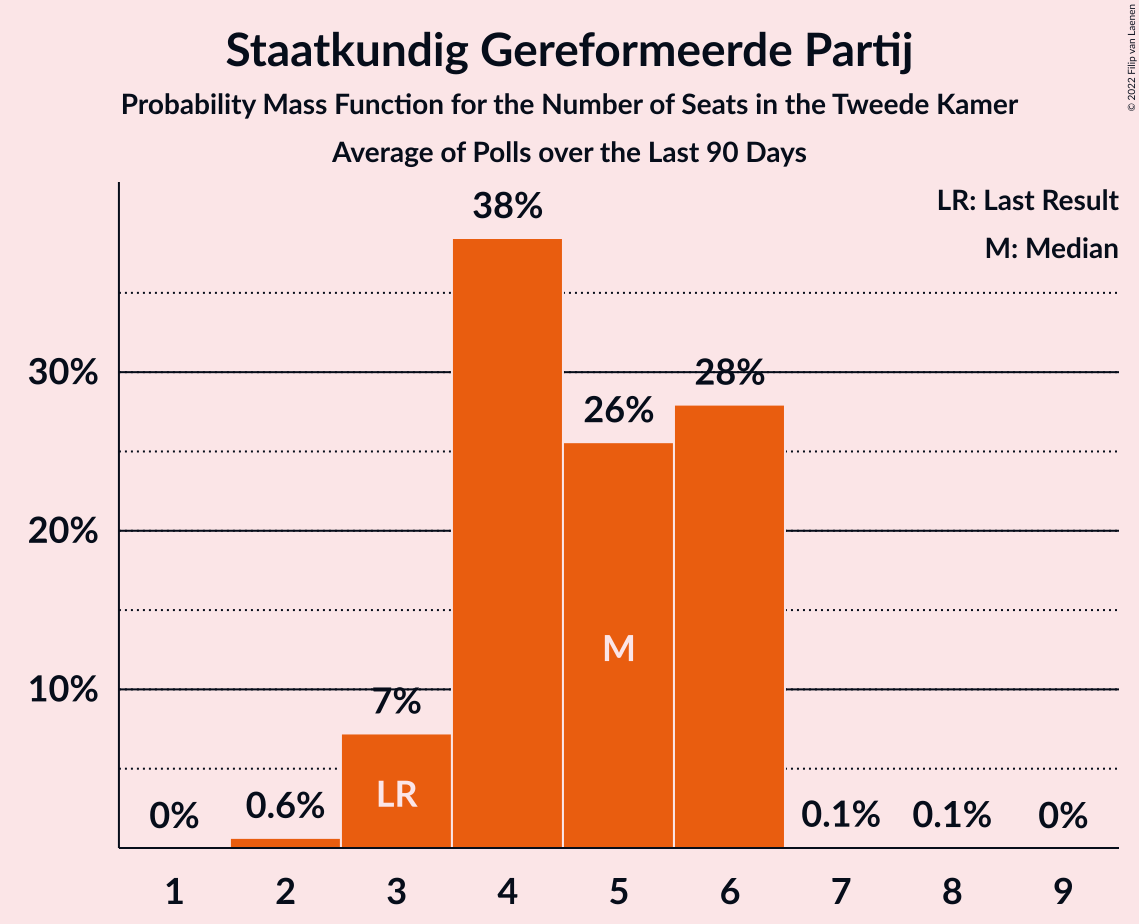 Staatkundig Gereformeerde Partij
Probability Mass Function for the Number of Seats in the Tweede Kamer
Average of Polls over the Last 90 Days
© 2022 Filip van Laenen
LR: Last Result
M: Median
38%
30%
28%
26%
20%
M
10%
7%
LR
0%
0.6%
0.1%
0.1%
0%
1 2 3 4 5 6 7 8 9